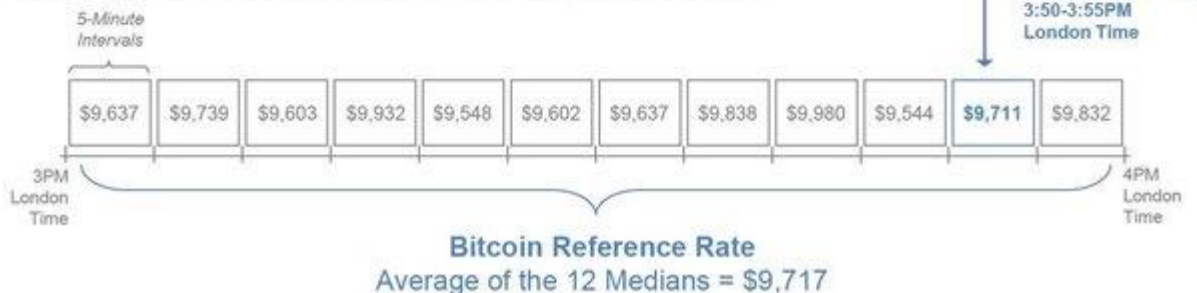 5-Minute
Intervals
3:50-3:55PM
London Time
$9,637 $9,739 $9,603 $9,932 $9,548 $9,602 $9,637 $9,838 $9,980 $9,544 $9,711 $9,832
3PM
London
Time
4PM
London
Time
Bitcoin Reference Rate
Average of the 12 Medians = $9,717